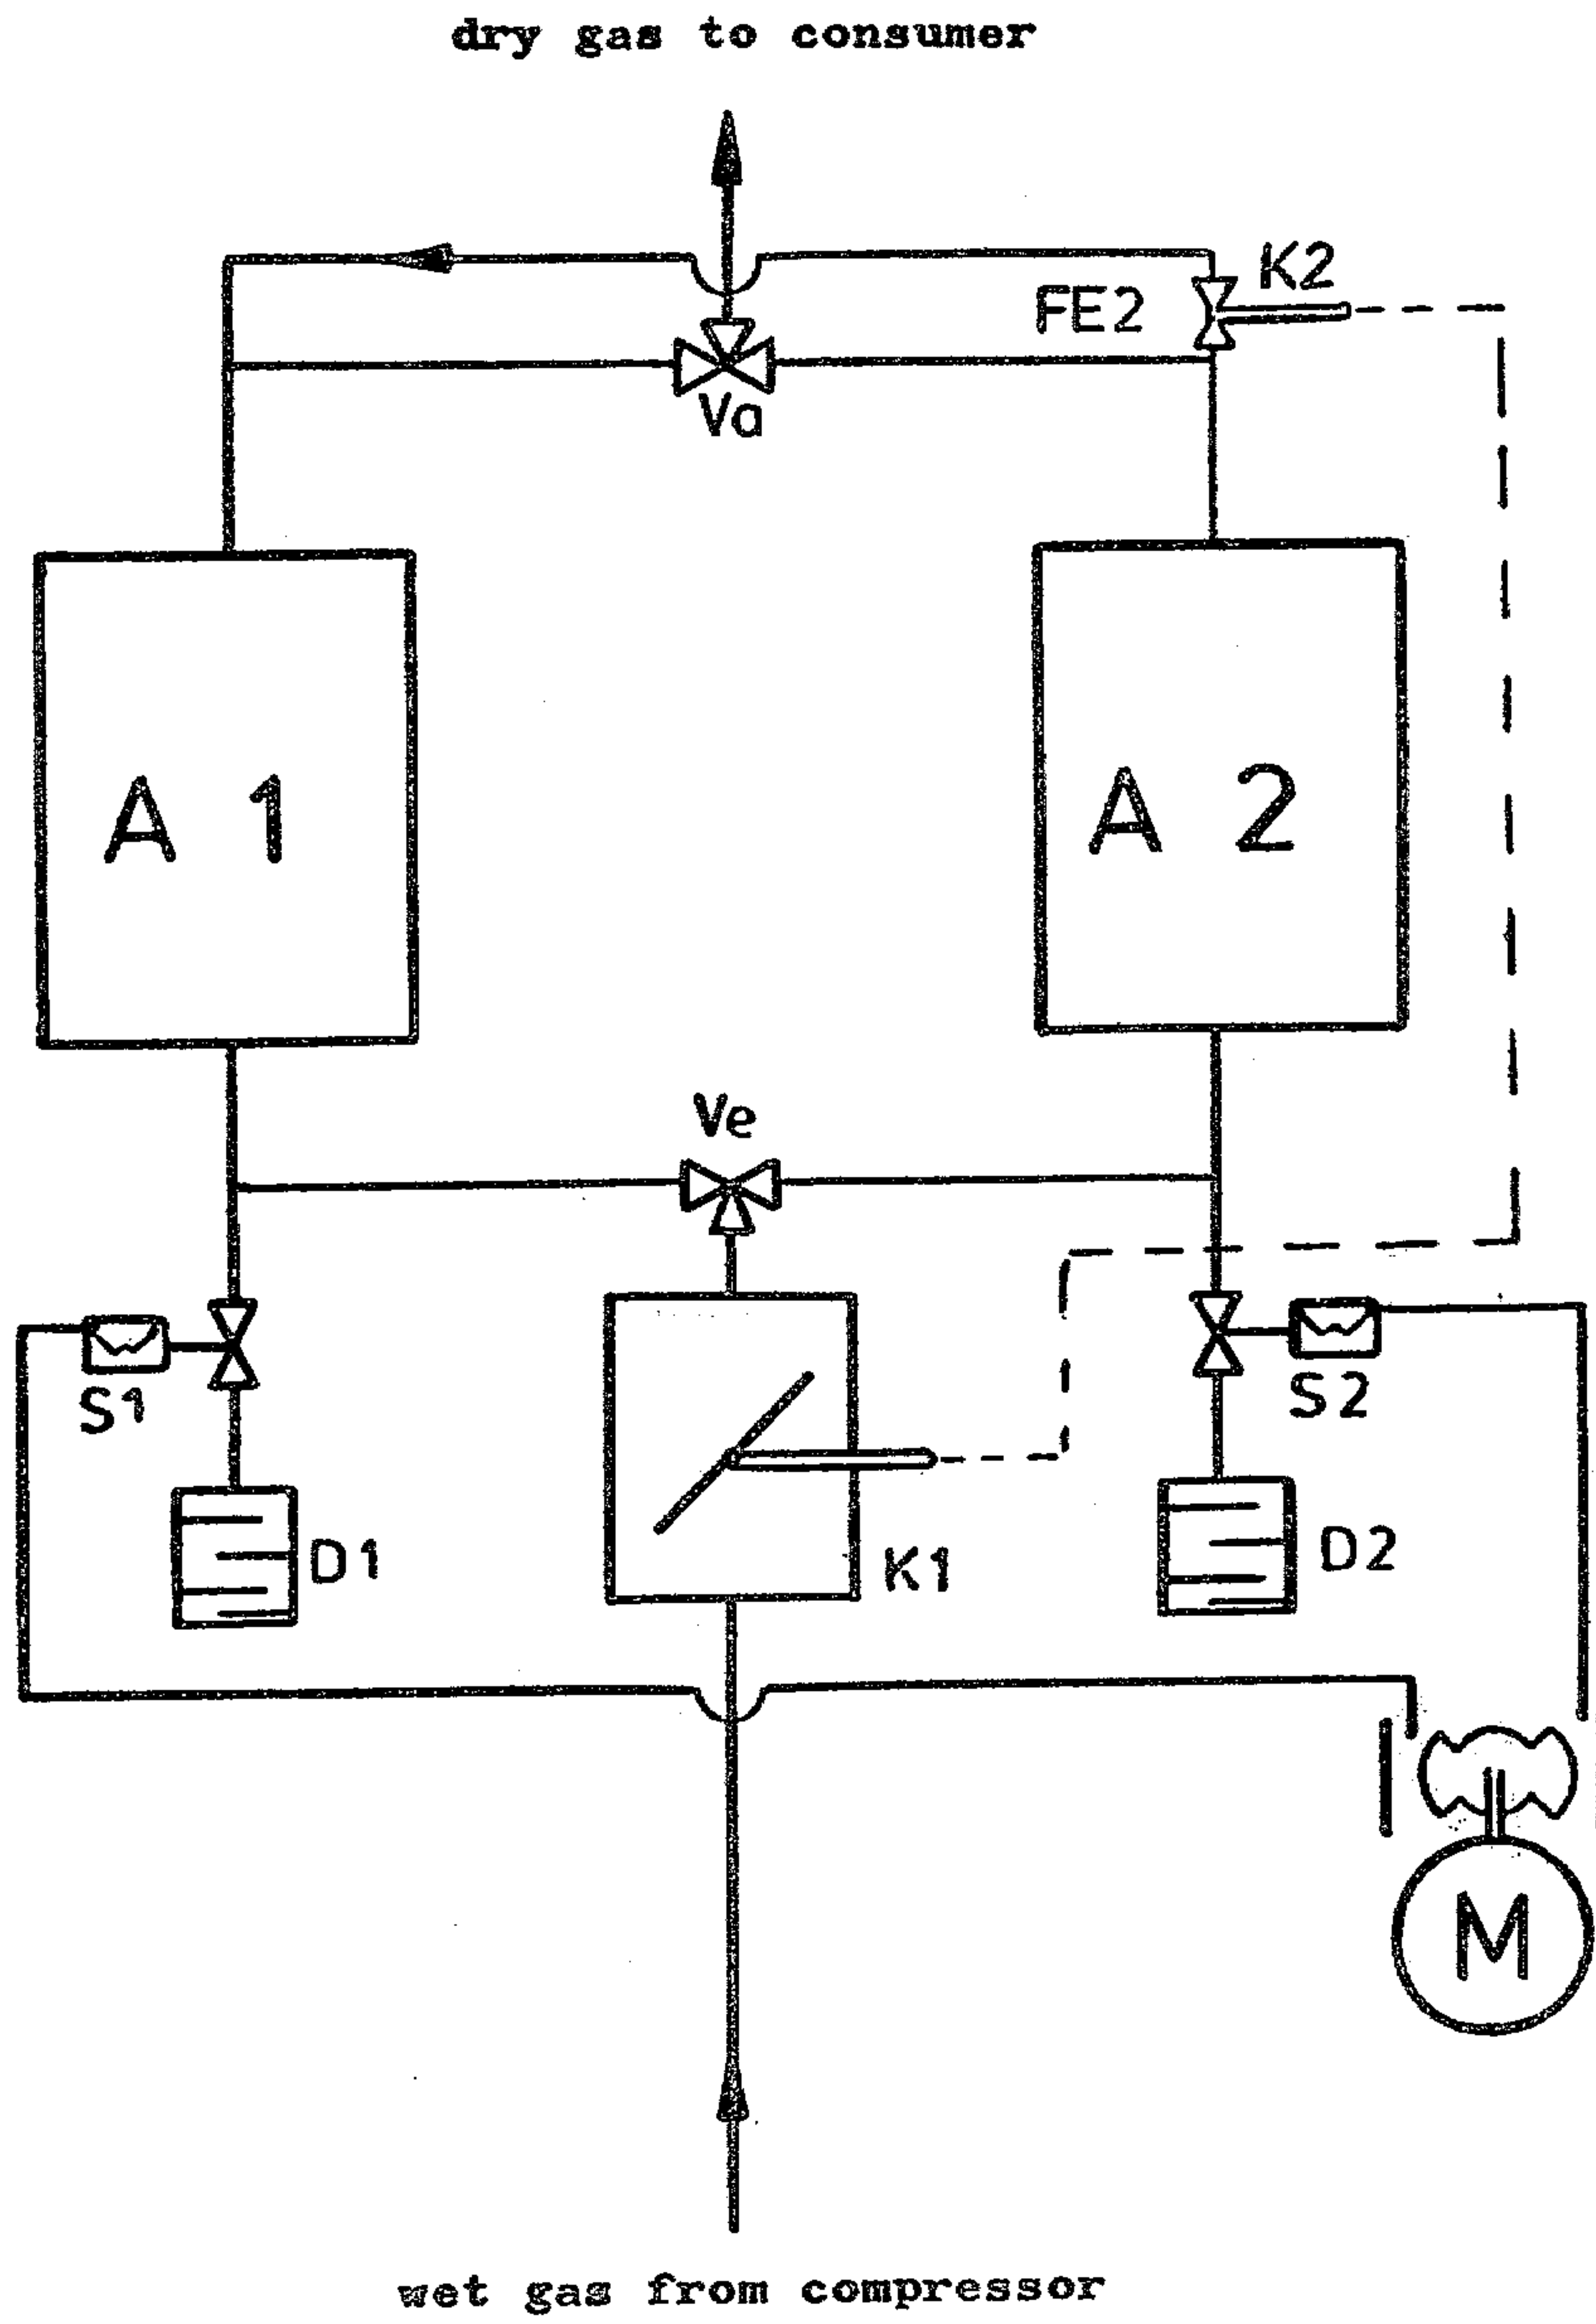 dry gas to consumer
K2
FE2
Va
A 1
A 2
Ve
S1
S2
D1
K1
D2
M
wet gas from compressor